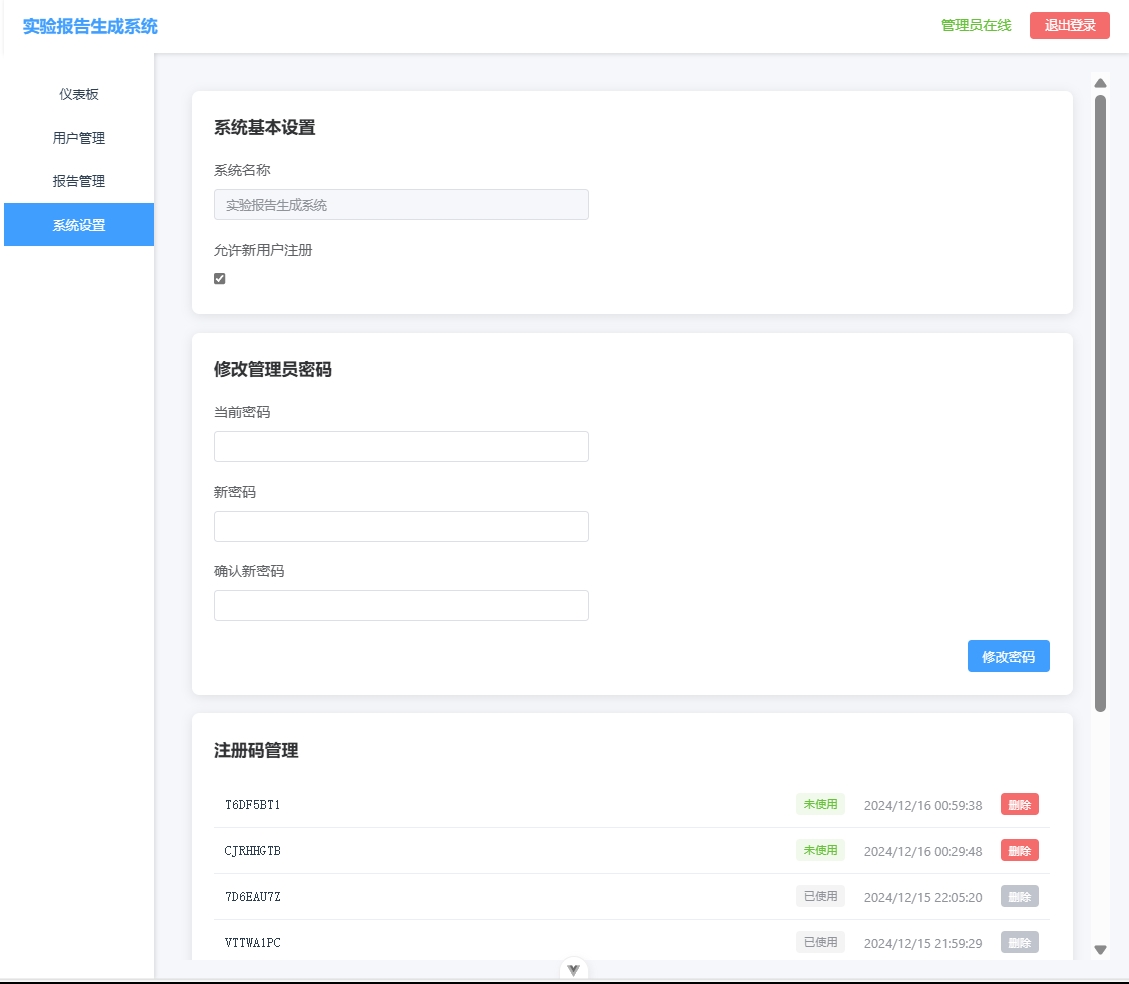 实验报告生成系统
管理员在线 退出登录
仪表板
用户管理
报告管理
系统设置
系统基本设置
系统名称
实验报告生成系统
允许新用户注册
修改管理员密码
当前密码
新密码
确认新密码
修改密码
注册码管理
T6DF5BT1 未使用 2024/12/16 00:59:38 删除
CJRHHGTB 未使用 2024/12/16 00:29:48 删除
7D6EAU7Z 已使用 2024/12/15 22:05:20 删除
VTTWA1PC 已使用 2024/12/15 21:59:29 删除